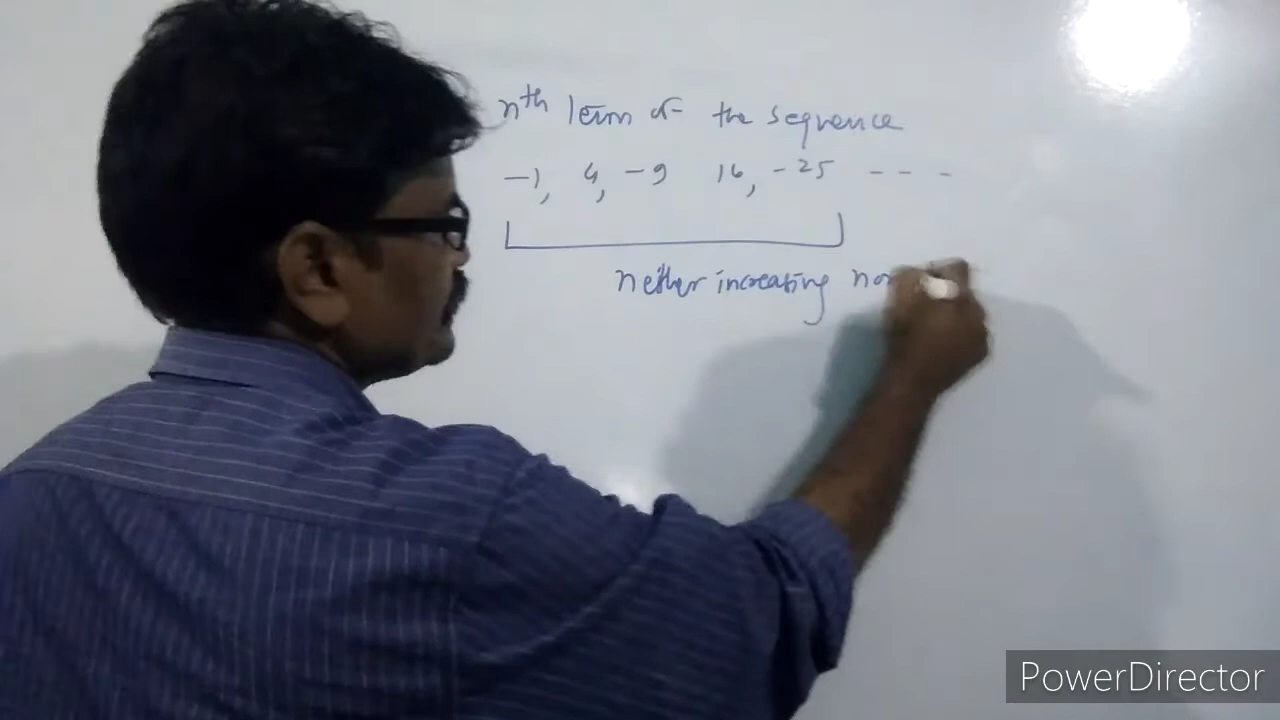 nth term of the sequence
-1, 4, -9 16, -25 - - -
neither increasing nor
PowerDirector